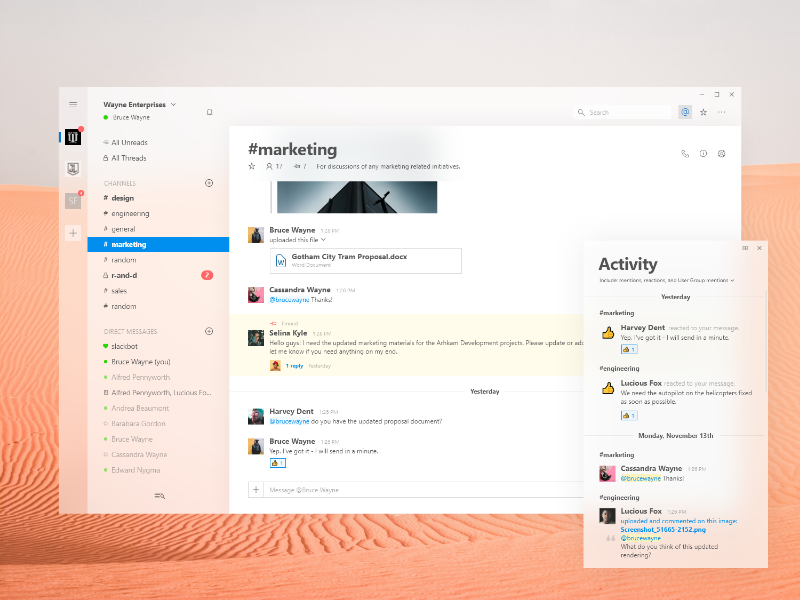 Wayne Enterprises
Bruce Wayne
All Unreads
All Threads
CHANNELS
# design
# engineering
# general
# marketing
# random
r-and-d
2
# sales
# random
DIRECT MESSAGES
slackbot
Bruce Wayne (you)
Alfred Pennyworth
Alfred Pennyworth, Lucious Fo...
Andrea Beaumont
Barabara Gordon
Bruce Wayne
Cassandra Wayne
Edward Nygma
SF
Search
#marketing
17
7
For discussions of any marketing related initiatives.
Bruce Wayne 1:26 PM
uploaded this file
Gotham City Tram Proposal.docx
Word Document
Cassandra Wayne 1:26 PM
@brucewayne Thanks!
Pinned
Selina Kyle 1:26 PM
Hello guys! I need the updated marketing materials for the Arhkam Development projects. Please update or add
let me know if you need anything on my end.
1 reply Yesterday
Yesterday
Harvey Dent 1:25 PM
@brucewayne do you have the updated proposal document?
Bruce Wayne 1:26 PM
Yep. I've got it - I will send in a minute.
1
Message @Bruce Wayne
Activity
Include: mentions, reactions, and User Group mentions
Yesterday
#marketing
Harvey Dent reacted to your message:
Yep. I've got it - I will send in a minute.
1
#engineering
Lucious Fox reacted to your message:
We need the autopilot on the helicopters fixed
as soon as possible.
1
Monday, November 13th
#marketing
Cassandra Wayne 1:26 PM
@brucewayne Thanks!
#engineering
Lucious Fox 1:26 PM
uploaded and commented on this image:
Screenshot_51665-2152.png
@brucewayne
What do you think of this updated
rendering?